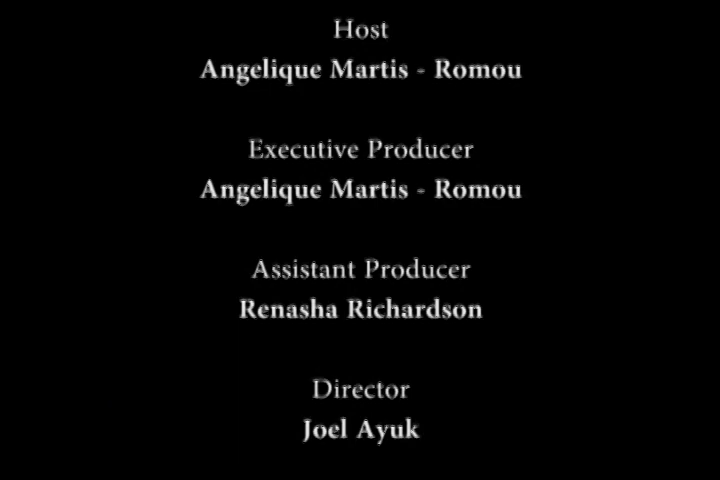 Host
Angelique Martis - Romou
Executive Producer
Angelique Martis - Romou
Assistant Producer
Renasha Richardson
Director
Joel Ayuk